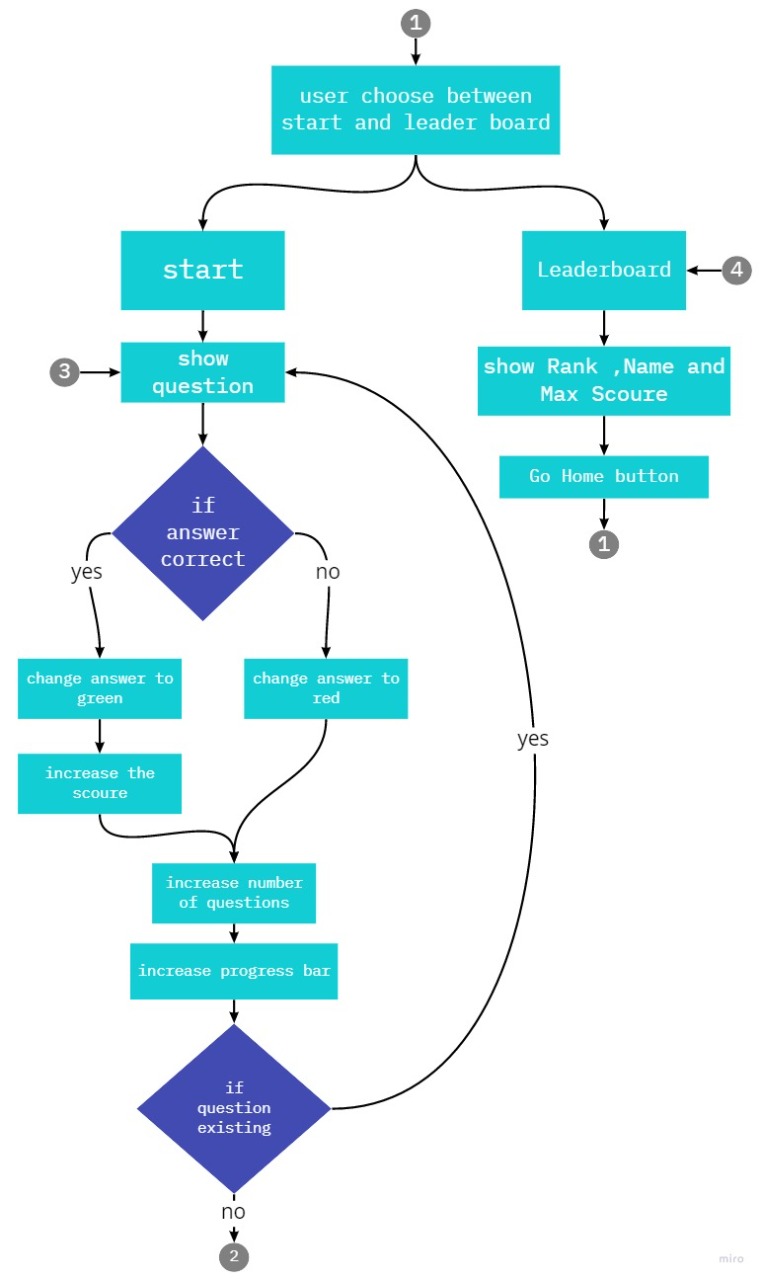 1
user choose between
start and leader board
start
Leaderboard
4
3
show
question
show Rank ,Name and
Max Scoure
Go Home button
1
if
answer
correct
yes
no
change answer to
green
change answer to
red
yes
increase the
scoure
increase number
of questions
increase progress bar
if
question
existing
no
2
miro